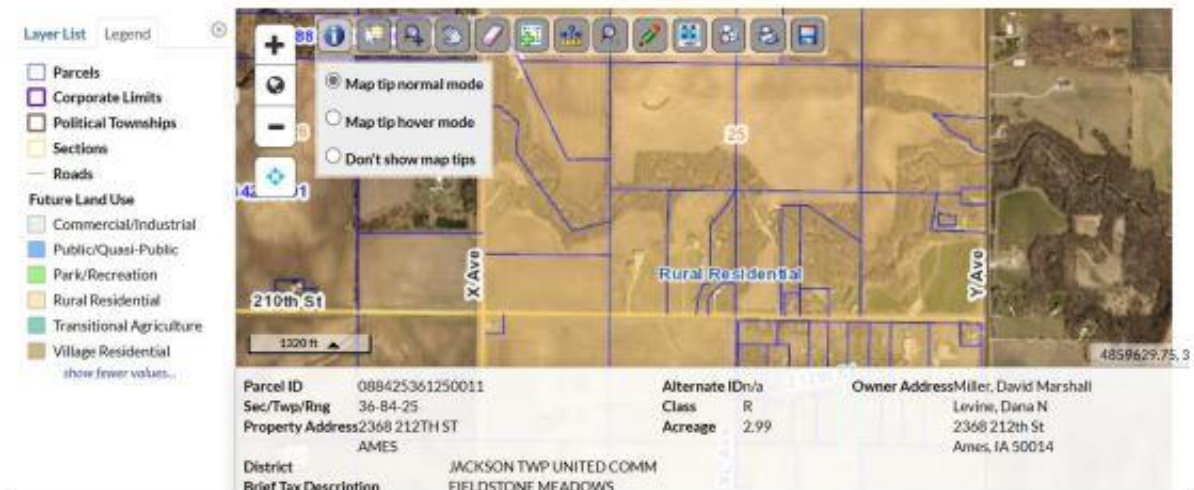 Layer List Legend
Parcels
Corporate Limits
Political Townships
Sections
Roads
Future Land Use
Commercial/Industrial
Public/Quasi-Public
Park/Recreation
Rural Residential
Transitional Agriculture
Village Residential
show fewer values...
88
Map tip normal mode
Map tip hover mode
Don't show map tips
25
X Ave
Y Ave
Rural Residential
210th St
1320 ft
4859629.75, 3
Parcel ID 088425361250011
Sec/Twp/Rng 36-84-25
Property Address 2368 212TH ST
AMES
District JACKSON TWP UNITED COMM
Brief Tax Description FIELDSTONE MEADOWS
Alternate ID n/a
Class R
Acreage 2.99
Owner Address Miller, David Marshall
Levine, Dana N
2368 212th St
Ames, IA 50014